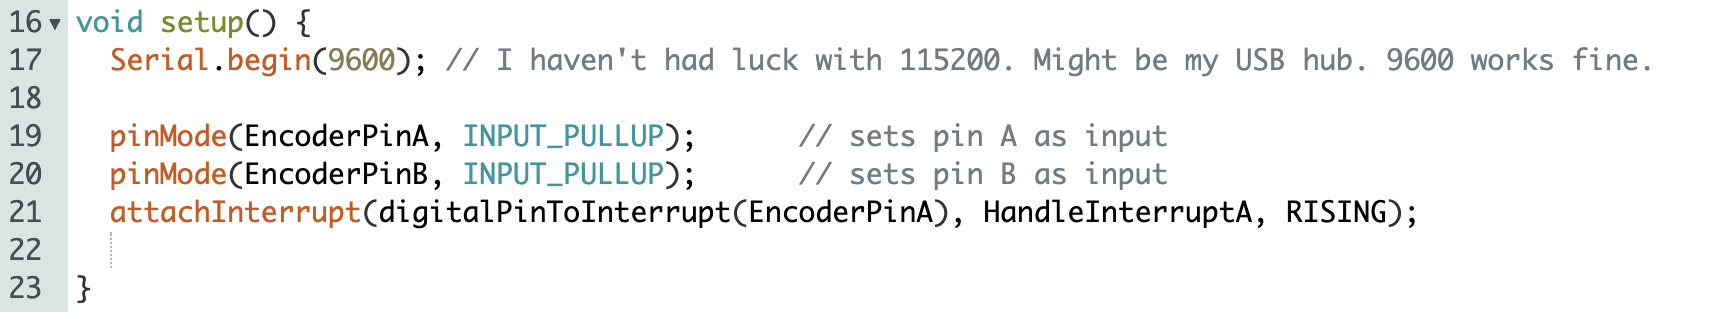 16 void setup() {
17 Serial.begin(9600); // I haven't had luck with 115200. Might be my USB hub. 9600 works fine.
18
19 pinMode(EncoderPinA, INPUT_PULLUP); // sets pin A as input
20 pinMode(EncoderPinB, INPUT_PULLUP); // sets pin B as input
21 attachInterrupt(digitalPinToInterrupt(EncoderPinA), HandleInterruptA, RISING);
22
23 }